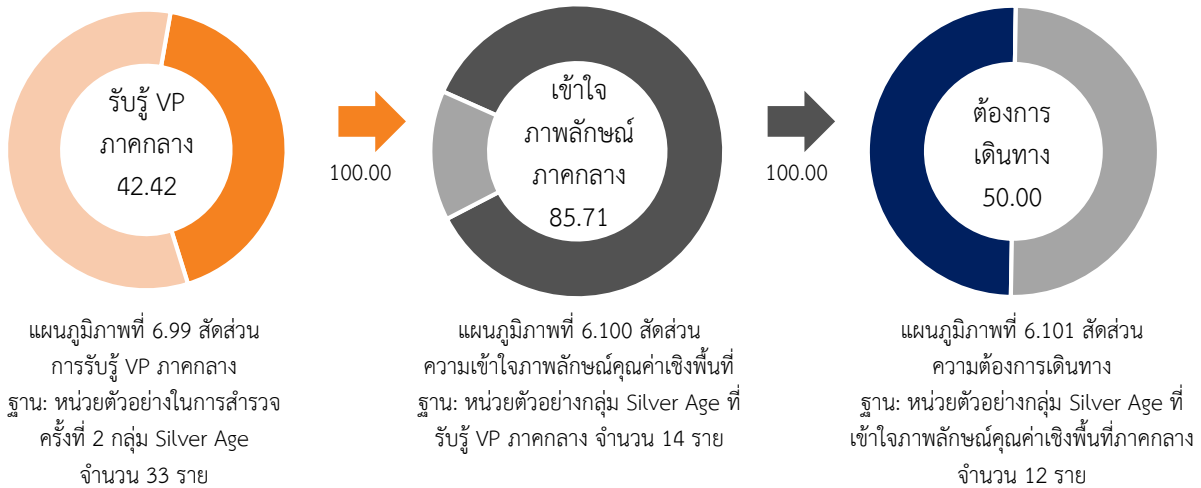 รับรู้ VP
ภาคกลาง
42.42
100.00
เข้าใจ
ภาพลักษณ์
ภาคกลาง
85.71
100.00
ต้องการ
เดินทาง
50.00
แผนภูมิภาพที่ 6.99 สัดส่วน
การรับรู้ VP ภาคกลาง
ฐาน: หน่วยตัวอย่างในการสำรวจ
ครั้งที่ 2 กลุ่ม Silver Age
จำนวน 33 ราย
แผนภูมิภาพที่ 6.100 สัดส่วน
ความเข้าใจภาพลักษณ์คุณค่าเชิงพื้นที่
ฐาน: หน่วยตัวอย่างกลุ่ม Silver Age ที่
รับรู้ VP ภาคกลาง จำนวน 14 ราย
แผนภูมิภาพที่ 6.101 สัดส่วน
ความต้องการเดินทาง
ฐาน: หน่วยตัวอย่างกลุ่ม Silver Age ที่
เข้าใจภาพลักษณ์คุณค่าเชิงพื้นที่ภาคกลาง
จำนวน 12 ราย